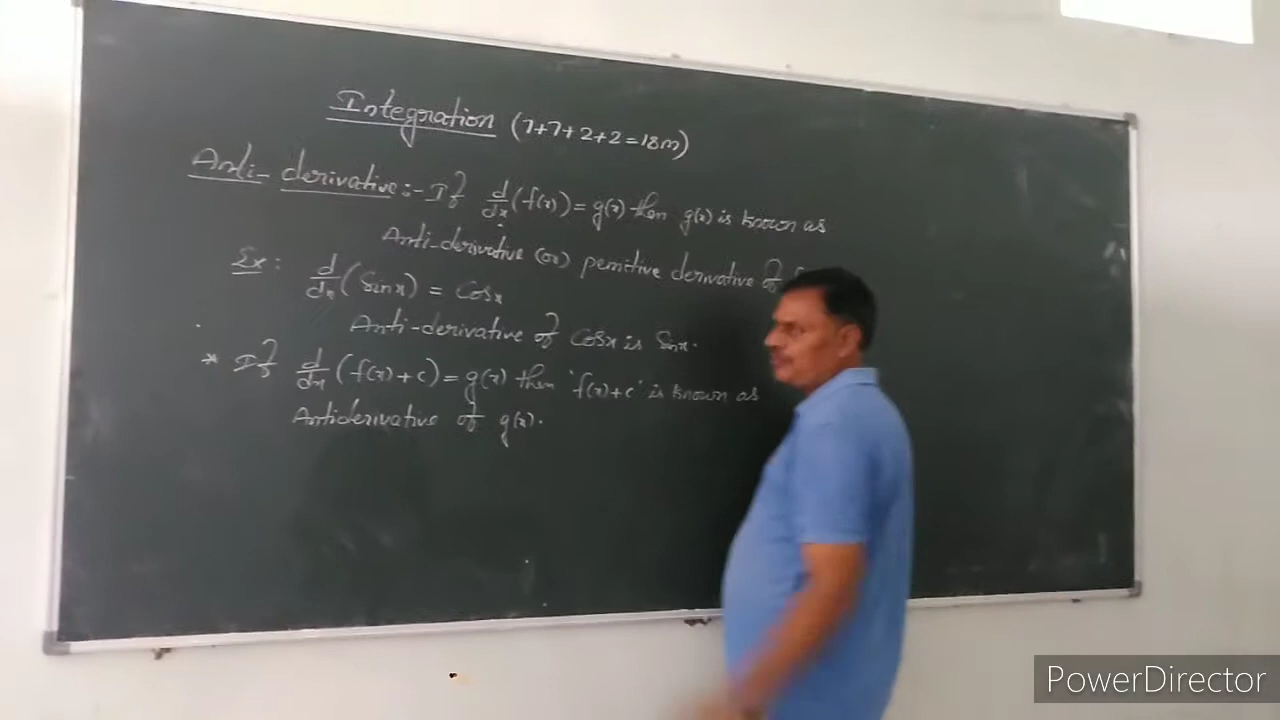 Integration (7+7+2+2=18m)
Anti-derivative:- If d/dx (f(x)) = g(x) then g(x) is known as
Anti-derivative (or) pemitive derivative of
Ex: d/dx (Sinx) = Cosx
Anti-derivative of Cosx is Sinx.
* If d/dx (f(x)+c) = g(x) then 'f(x)+c' is known as
Antiderivative of g(x).
PowerDirector